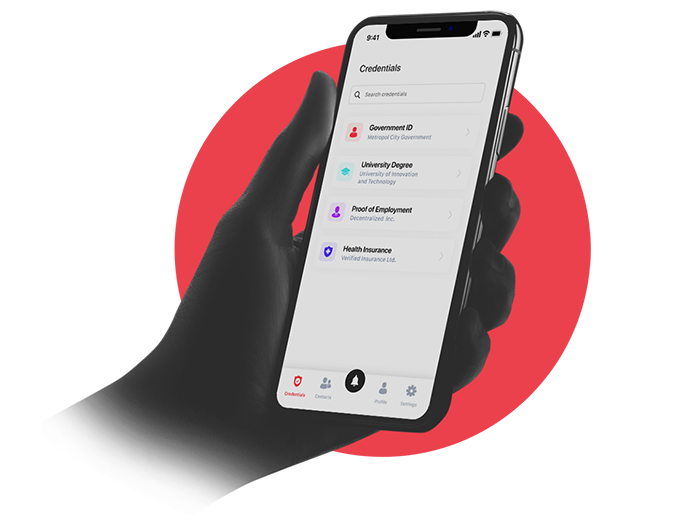 9:41
Credentials
Search credentials
Government ID
Metropol City Government
University Degree
University of Innovation
and Technology
Proof of Employment
Decentralized Inc.
Health Insurance
Verified Insurance Ltd.
Credentials
Contacts
Profile
Settings